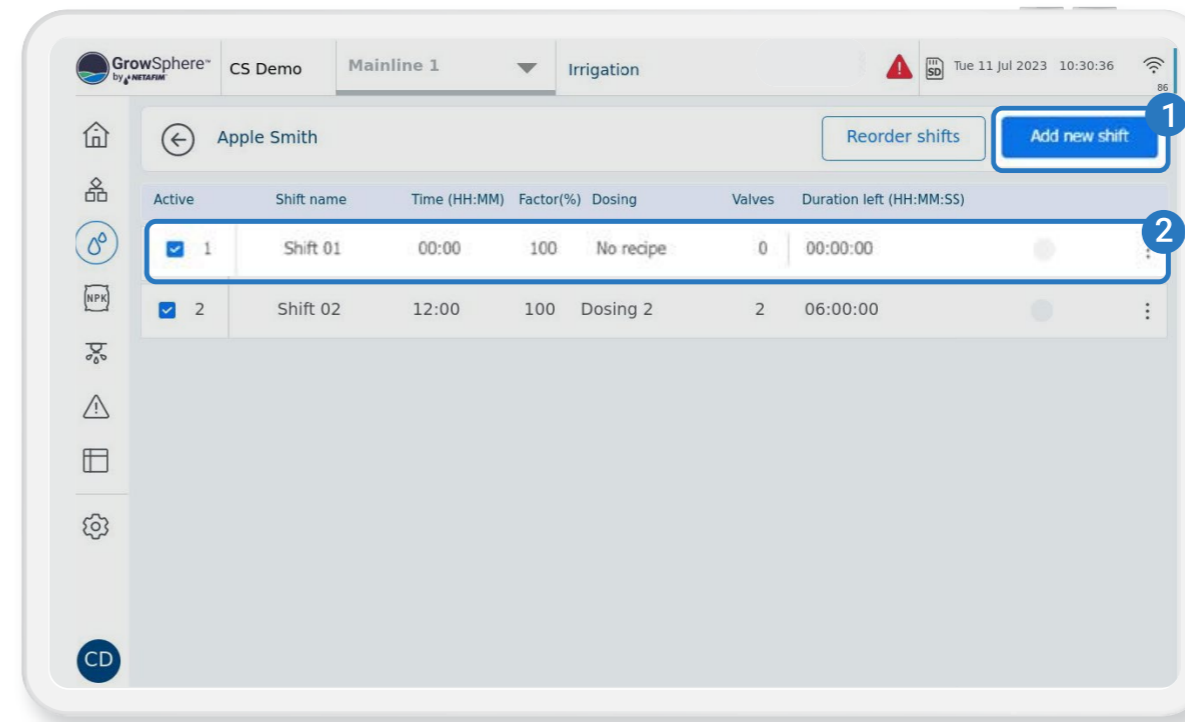 GrowSphere™ by NETAFIM CS Demo Mainline 1 Irrigation SD Tue 11 Jul 2023 10:30:36 86
1
Apple Smith Reorder shifts Add new shift
Active Shift name Time (HH:MM) Factor(%) Dosing Valves Duration left (HH:MM:SS)
2
1 Shift 01 00:00 100 No recipe 0 00:00:00
NPK
2 Shift 02 12:00 100 Dosing 2 2 06:00:00
CD